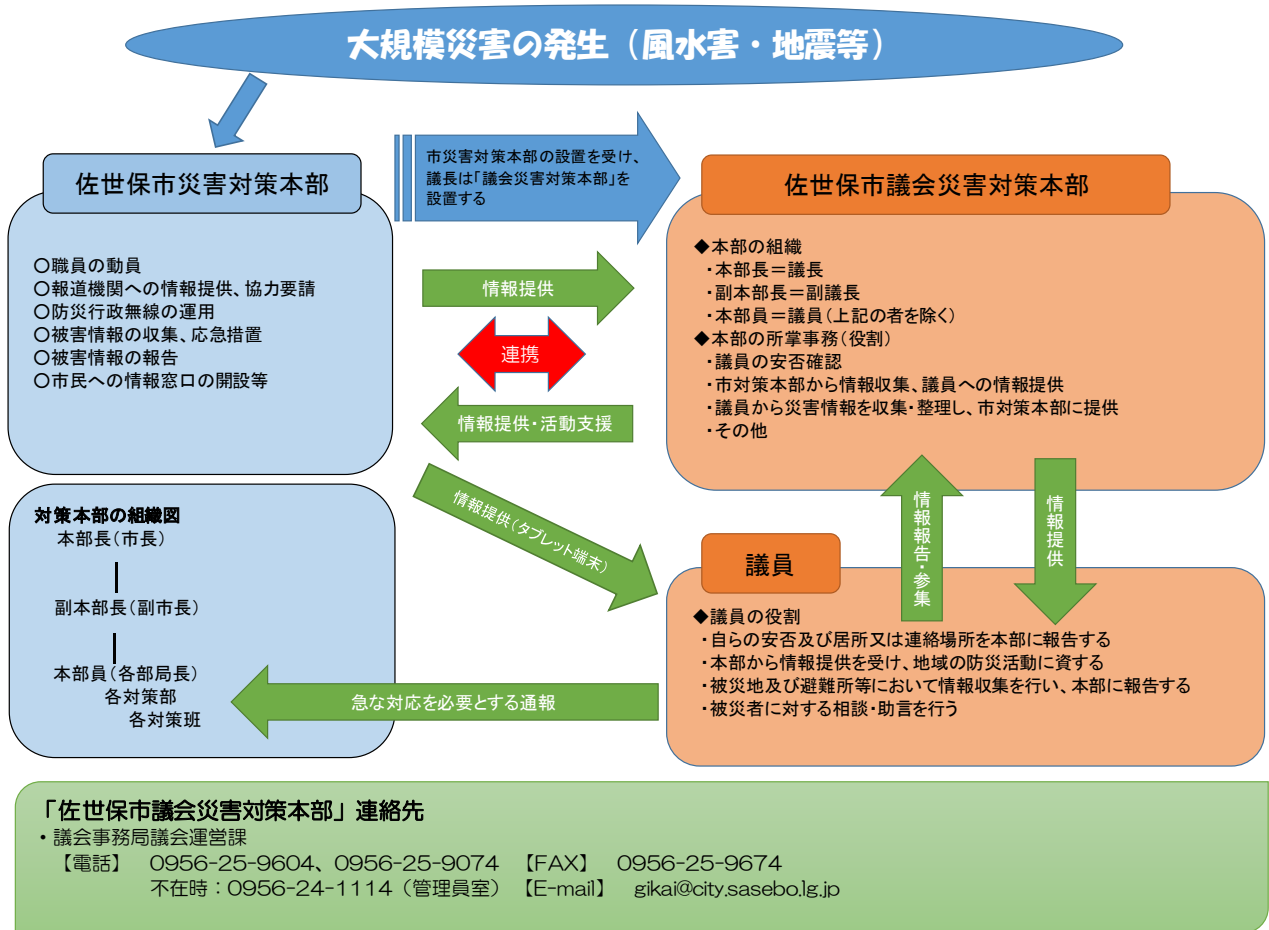 大規模災害の発生（風水害・地震等）
佐世保市災害対策本部
〇職員の動員
〇報道機関への情報提供、協力要請
〇防災行政無線の運用
〇被害情報の収集、応急措置
〇被害情報の報告
〇市民への情報窓口の開設等
市災害対策本部の設置を受け、
議長は「議会災害対策本部」を
設置する
情報提供
連携
情報提供・活動支援
情報提供（タブレット端末）
佐世保市議会災害対策本部
◆本部の組織
・本部長＝議長
・副本部長＝副議長
・本部員＝議員（上記の者を除く）
◆本部の所掌事務（役割）
・議員の安否確認
・市対策本部から情報収集、議員への情報提供
・議員から災害情報を収集・整理し、市対策本部に提供
・その他
情報報告・参集
情報提供
対策本部の組織図
本部長（市長）
副本部長（副市長）
本部員（各部局長）
各対策部
各対策班
議員
◆議員の役割
・自らの安否及び居所又は連絡場所を本部に報告する
・本部から情報提供を受け、地域の防災活動に資する
・被災地及び避難所等において情報収集を行い、本部に報告する
・被災者に対する相談・助言を行う
急な対応を必要とする通報
「佐世保市議会災害対策本部」連絡先
・議会事務局議会運営課
【電話】 0956-25-9604、0956-25-9074 【FAX】 0956-25-9674
不在時：0956-24-1114（管理員室） 【E-mail】 gikai@city.sasebo.lg.jp